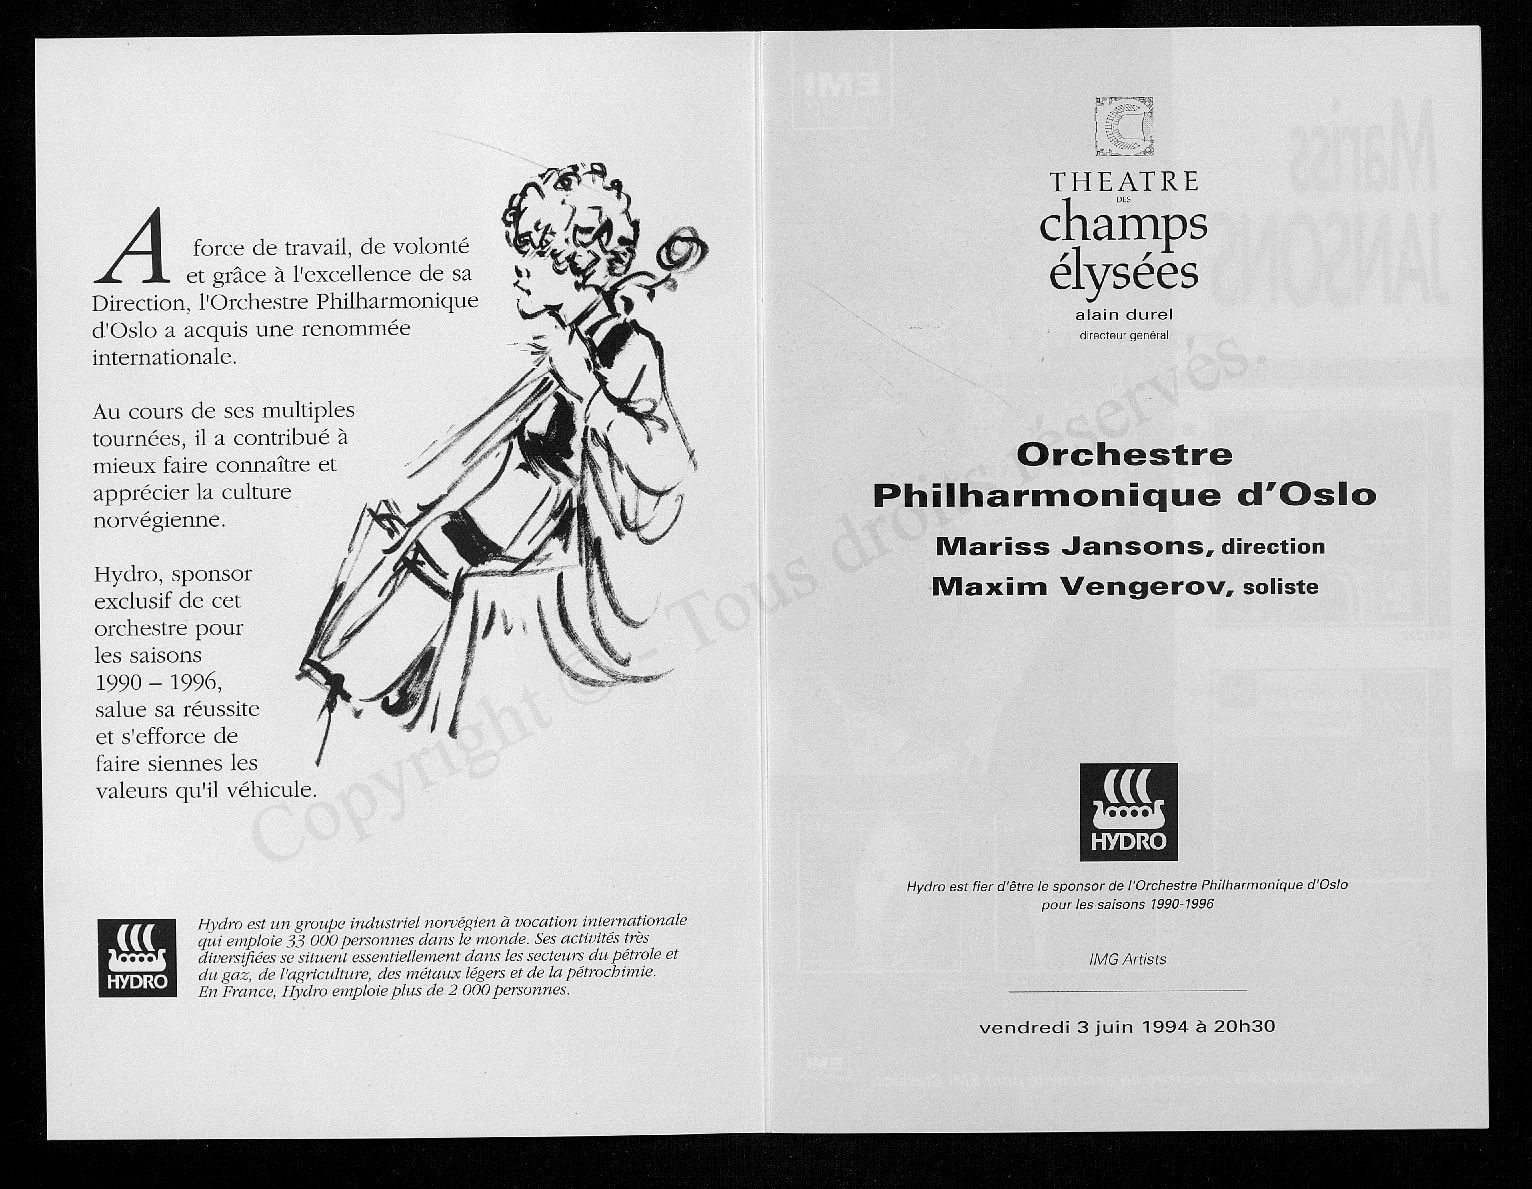 A force de travail, de volonté
et grâce à l'excellence de sa
Direction, l'Orchestre Philharmonique
d'Oslo a acquis une renommée
internationale.
Au cours de ses multiples
tournées, il a contribué à
mieux faire connaître et
apprécier la culture
norvégienne.
Hydro, sponsor
exclusif de cet
orchestre pour
les saisons
1990 – 1996,
salue sa réussite
et s'efforce de
faire siennes les
valeurs qu'il véhicule.
HYDRO
Hydro est un groupe industriel norvégien à vocation internationale
qui emploie 33 000 personnes dans le monde. Ses activités très
diversifiées se situent essentiellement dans les secteurs du pétrole et
du gaz, de l'agriculture, des métaux légers et de la pétrochimie.
En France, Hydro emploie plus de 2 000 personnes.
THEATRE
DES
champs
élysées
alain durel
directeur général
Orchestre
Philharmonique d'Oslo
Mariss Jansons, direction
Maxim Vengerov, soliste
HYDRO
Hydro est fier d'être le sponsor de l'Orchestre Philharmonique d'Oslo
pour les saisons 1990-1996
IMG Artists
vendredi 3 juin 1994 à 20h30
Copyright © - Tous droits réservés.
EMI
Mariss
JANSONS
EMI